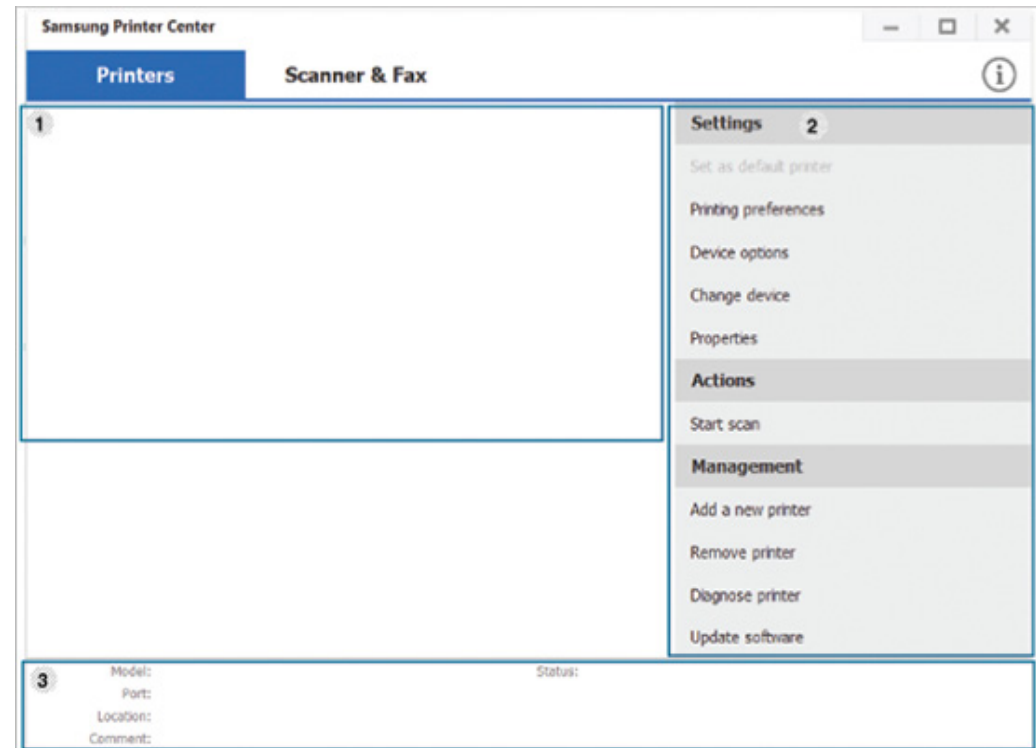 Samsung Printer Center
Printers
Scanner & Fax
1
Settings 2
Set as default printer
Printing preferences
Device options
Change device
Properties
Actions
Start scan
Management
Add a new printer
Remove printer
Diagnose printer
Update software
3
Model:
Status:
Port:
Location:
Comment: